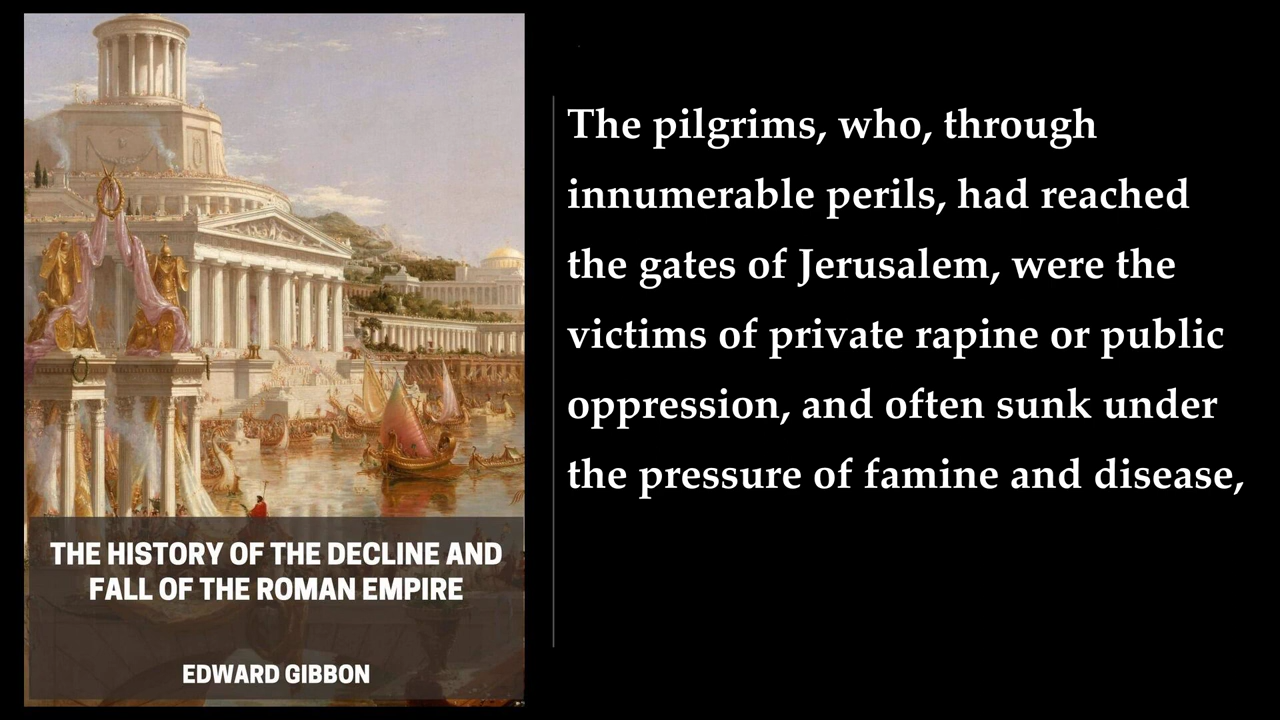 THE HISTORY OF THE DECLINE AND
FALL OF THE ROMAN EMPIRE
EDWARD GIBBON
The pilgrims, who, through
innumerable perils, had reached
the gates of Jerusalem, were the
victims of private rapine or public
oppression, and often sunk under
the pressure of famine and disease,